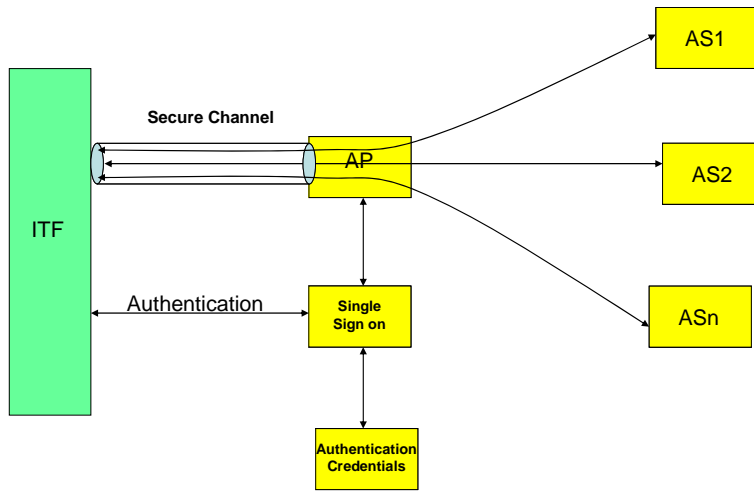 AS1
Secure Channel
AP
AS2
ITF
Authentication
Single
Sign on
ASn
Authentication
Credentials